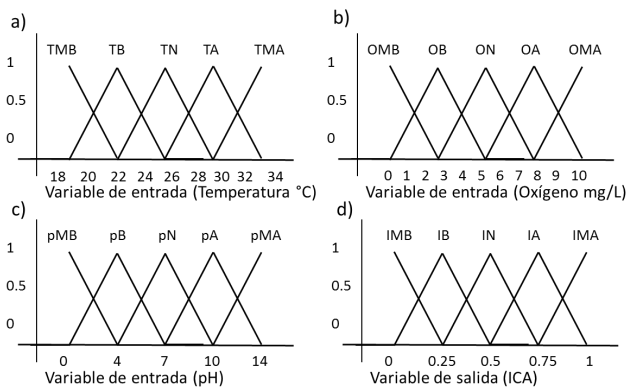 a)
TMB TB TN TA TMA
1
0.5
0
18 20 22 24 26 28 30 32 34
Variable de entrada (Temperatura °C)
b)
OMB OB ON OA OMA
1
0.5
0
0 1 2 3 4 5 6 7 8 9 10
Variable de entrada (Oxígeno mg/L)
c)
pMB pB pN pA pMA
1
0.5
0
0 4 7 10 14
Variable de entrada (pH)
d)
IMB IB IN IA IMA
1
0.5
0
0 0.25 0.5 0.75 1
Variable de salida (ICA)